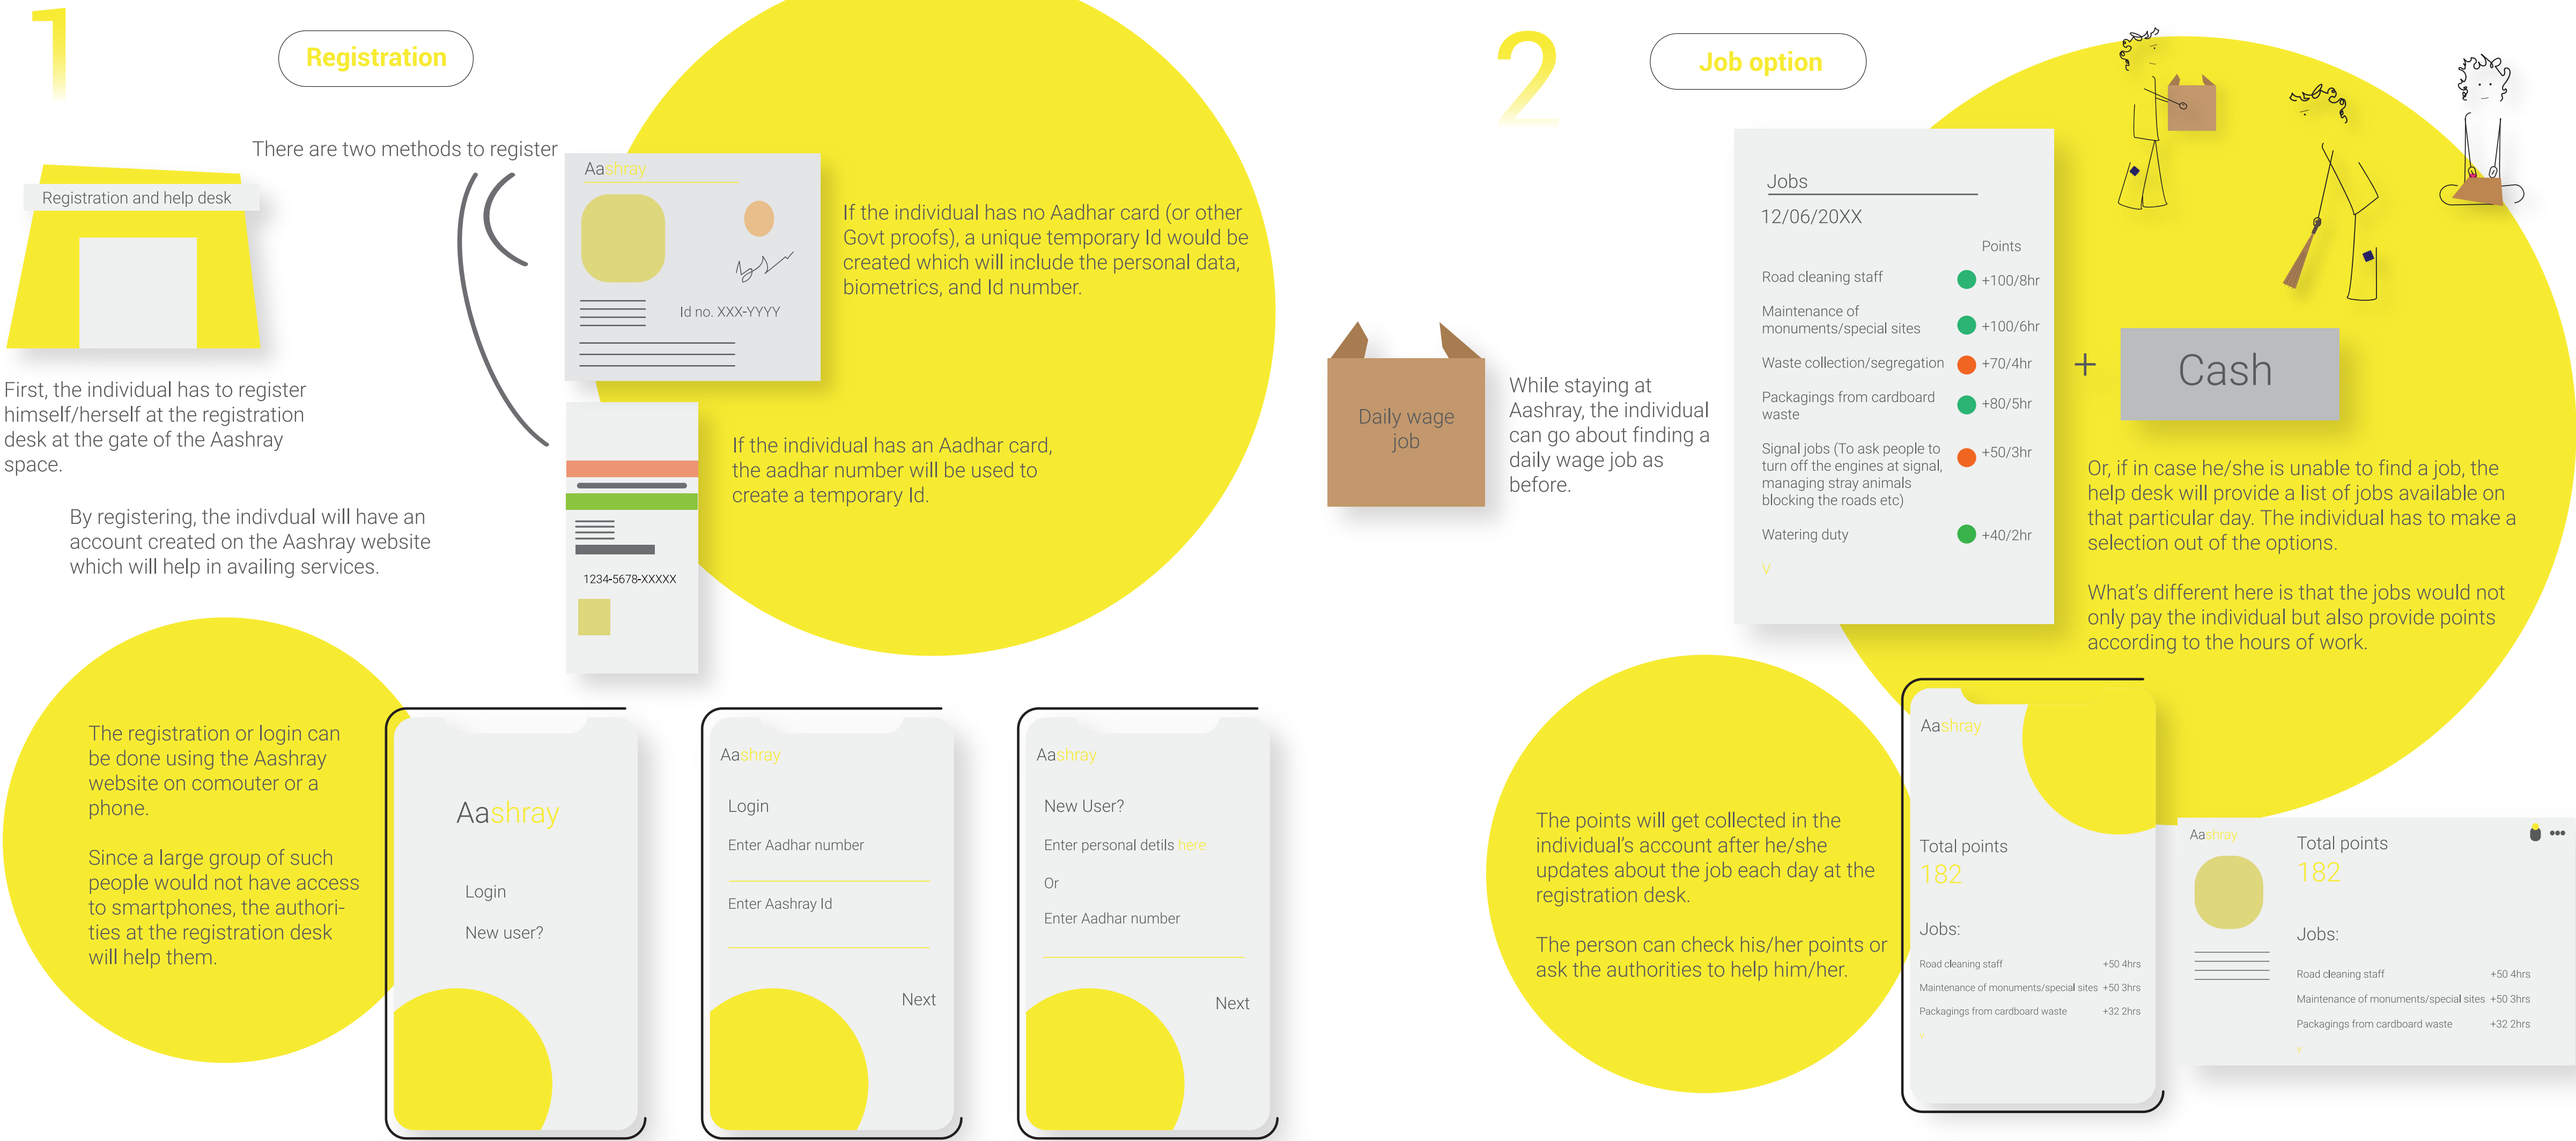 1
Registration
There are two methods to register
Registration and help desk
First, the individual has to register
himself/herself at the registration
desk at the gate of the Aashray
space.
By registering, the indivdual will have an
account created on the Aashray website
which will help in availing services.
Aashray
Id no. XXX-YYYY
If the individual has no Aadhar card (or other
Govt proofs), a unique temporary Id would be
created which will include the personal data,
biometrics, and Id number.
1234-5678-XXXXX
If the individual has an Aadhar card,
the aadhar number will be used to
create a temporary Id.
The registration or login can
be done using the Aashray
website on comouter or a
phone.
Since a large group of such
people would not have access
to smartphones, the authori-
ties at the registration desk
will help them.
Aashray
Login
New user?
Aashray
Login
Enter Aadhar number
Enter Aashray Id
Next
Aashray
New User?
Enter personal detils here
Or
Enter Aadhar number
Next
2
Job option
Daily wage
job
While staying at
Aashray, the individual
can go about finding a
daily wage job as
before.
Jobs
12/06/20XX
Points
Road cleaning staff +100/8hr
Maintenance of
monuments/special sites +100/6hr
Waste collection/segregation +70/4hr
Packagings from cardboard +80/5hr
waste
Signal jobs (To ask people to +50/3hr
turn off the engines at signal,
managing stray animals
blocking the roads etc)
Watering duty +40/2hr
v
+
Cash
Or, if in case he/she is unable to find a job, the
help desk will provide a list of jobs available on
that particular day. The individual has to make a
selection out of the options.
What's different here is that the jobs would not
only pay the individual but also provide points
according to the hours of work.
The points will get collected in the
individual's account after he/she
updates about the job each day at the
registration desk.
The person can check his/her points or
ask the authorities to help him/her.
Aashray
Total points
182
Jobs:
Road cleaning staff +50 4hrs
Maintenance of monuments/special sites +50 3hrs
Packagings from cardboard waste +32 2hrs
v
Aashray
Total points
182
Jobs:
Road cleaning staff +50 4hrs
Maintenance of monuments/special sites +50 3hrs
Packagings from cardboard waste +32 2hrs
v